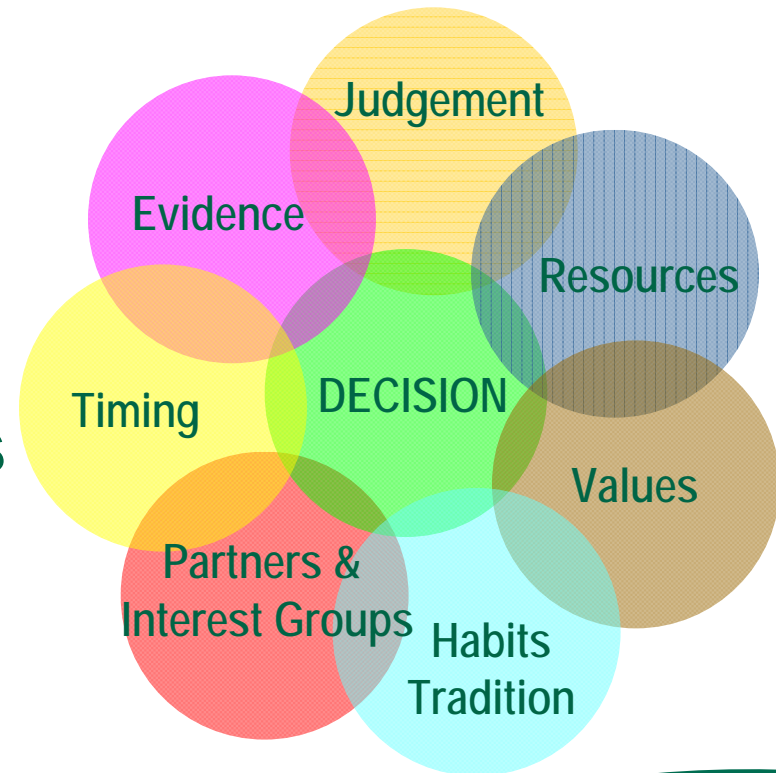 Judgement
Evidence
Resources
DECISION
Timing
Values
Partners &
Interest Groups
Habits
Tradition